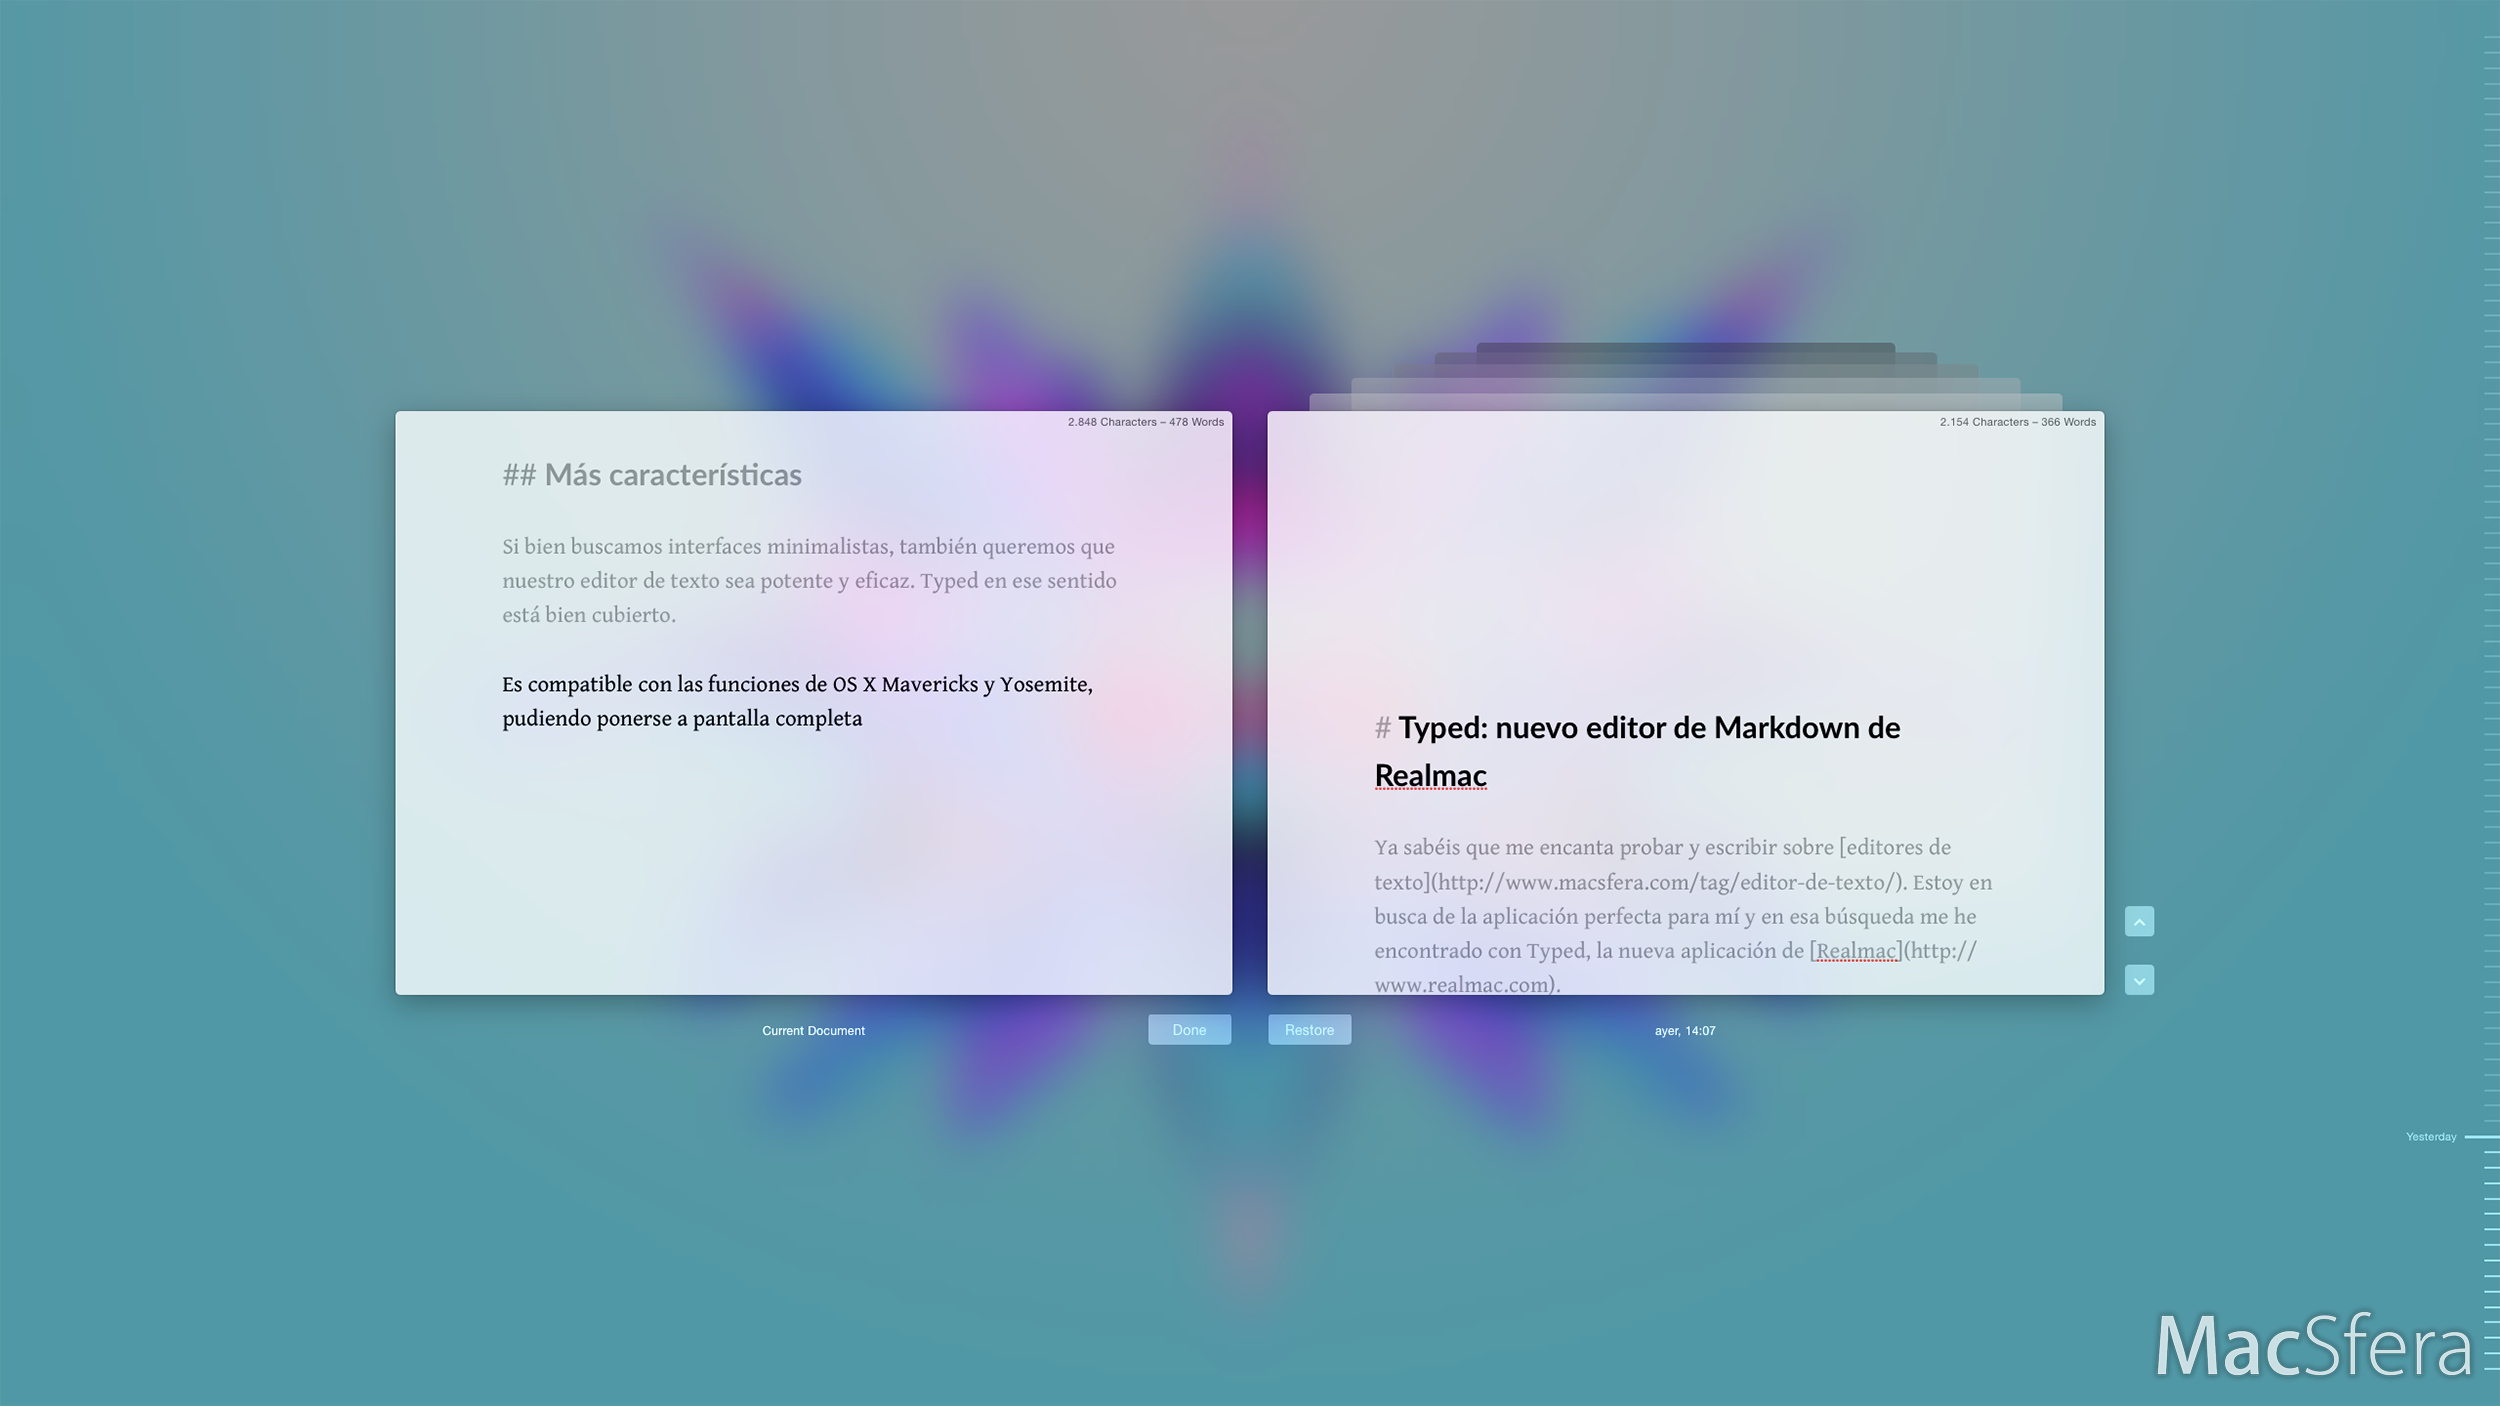 2.848 Characters – 478 Words
## Más características
Si bien buscamos interfaces minimalistas, también queremos que
nuestro editor de texto sea potente y eficaz. Typed en ese sentido
está bien cubierto.
Es compatible con las funciones de OS X Mavericks y Yosemite,
pudiendo ponerse a pantalla completa
Current Document
Done
2.154 Characters – 366 Words
# Typed: nuevo editor de Markdown de
Realmac
Ya sabéis que me encanta probar y escribir sobre [editores de
texto](http://www.macsfera.com/tag/editor-de-texto/). Estoy en
busca de la aplicación perfecta para mí y en esa búsqueda me he
encontrado con Typed, la nueva aplicación de [Realmac](http://
www.realmac.com).
Restore
ayer, 14:07
Yesterday
MacSfera